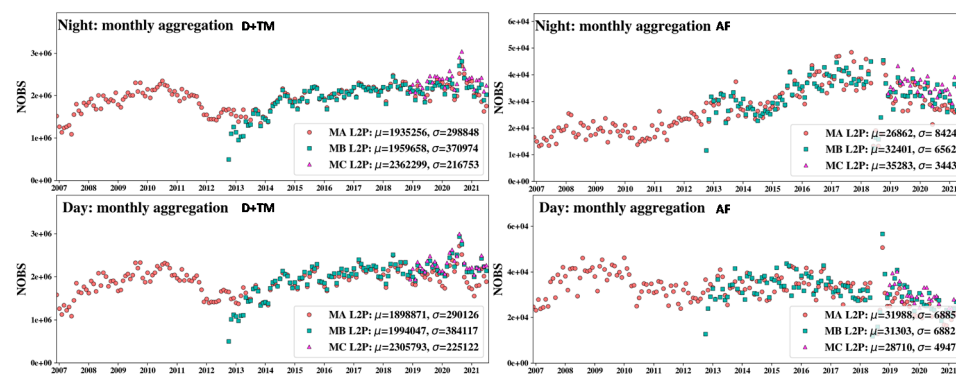 Night: monthly aggregation D+TM
NOBS
3e+06
2e+06
1e+06
0e+00
MA L2P: μ=1935256, σ=298848
MB L2P: μ=1959658, σ=370974
MC L2P: μ=2362299, σ=216753
2007 2008 2009 2010 2011 2012 2013 2014 2015 2016 2017 2018 2019 2020 2021
Night: monthly aggregation AF
NOBS
6e+04
5e+04
4e+04
3e+04
2e+04
1e+04
0e+00
MA L2P: μ=26862, σ= 8424
MB L2P: μ=32401, σ= 6562
MC L2P: μ=35283, σ= 3443
2007 2008 2009 2010 2011 2012 2013 2014 2015 2016 2017 2018 2019 2020 2021
Day: monthly aggregation D+TM
NOBS
3e+06
2e+06
1e+06
0e+00
MA L2P: μ=1898871, σ=290126
MB L2P: μ=1994047, σ=384117
MC L2P: μ=2305793, σ=225122
2007 2008 2009 2010 2011 2012 2013 2014 2015 2016 2017 2018 2019 2020 2021
Day: monthly aggregation AF
NOBS
6e+04
4e+04
2e+04
0e+00
MA L2P: μ=31988, σ= 6885
MB L2P: μ=31303, σ= 6882
MC L2P: μ=28710, σ= 4947
2007 2008 2009 2010 2011 2012 2013 2014 2015 2016 2017 2018 2019 2020 2021